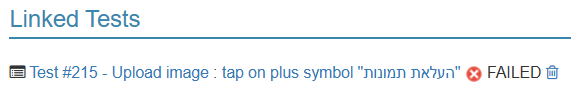 Linked Tests
Test #215 - Upload image : tap on plus symbol "העלאת תמונות" FAILED